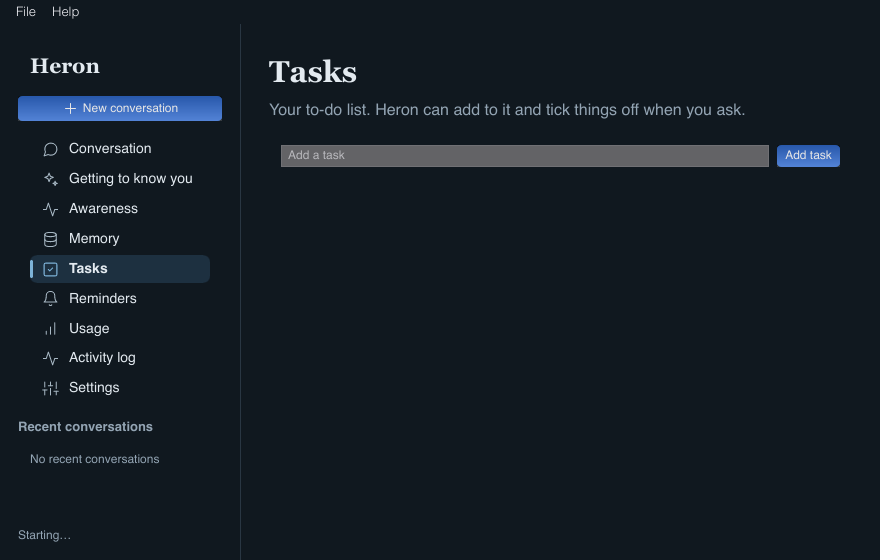 File Help
Heron
New conversation
Conversation
Getting to know you
Awareness
Memory
Tasks
Reminders
Usage
Activity log
Settings
Recent conversations
No recent conversations
Starting…
Tasks
Your to-do list. Heron can add to it and tick things off when you ask.
Add a task
Add task